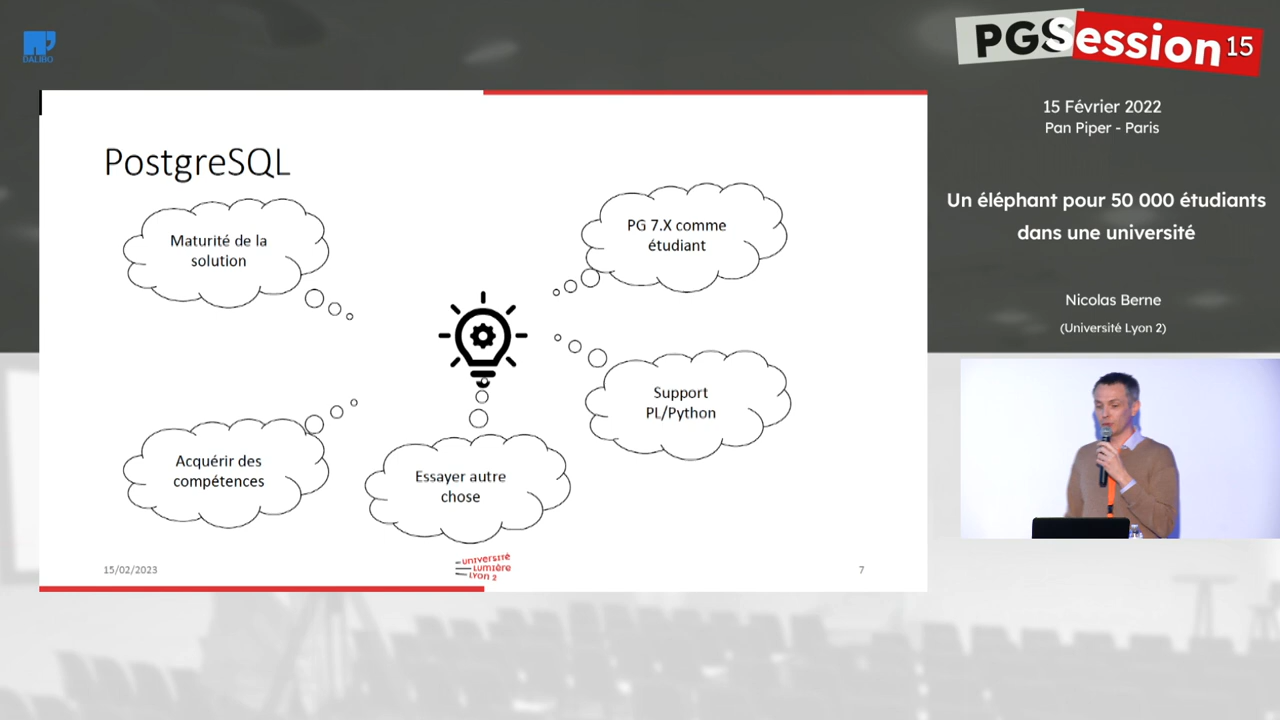 DALIBO
PGSession 15
15 Février 2022
Pan Piper - Paris
Un éléphant pour 50 000 étudiants
dans une université
Nicolas Berne
(Université Lyon 2)
PostgreSQL
Maturité de la
solution
PG 7.X comme
étudiant
Support
PL/Python
Acquérir des
compétences
Essayer autre
chose
15/02/2023
UNIVERSITÉ
LUMIÈRE
LYON 2
7